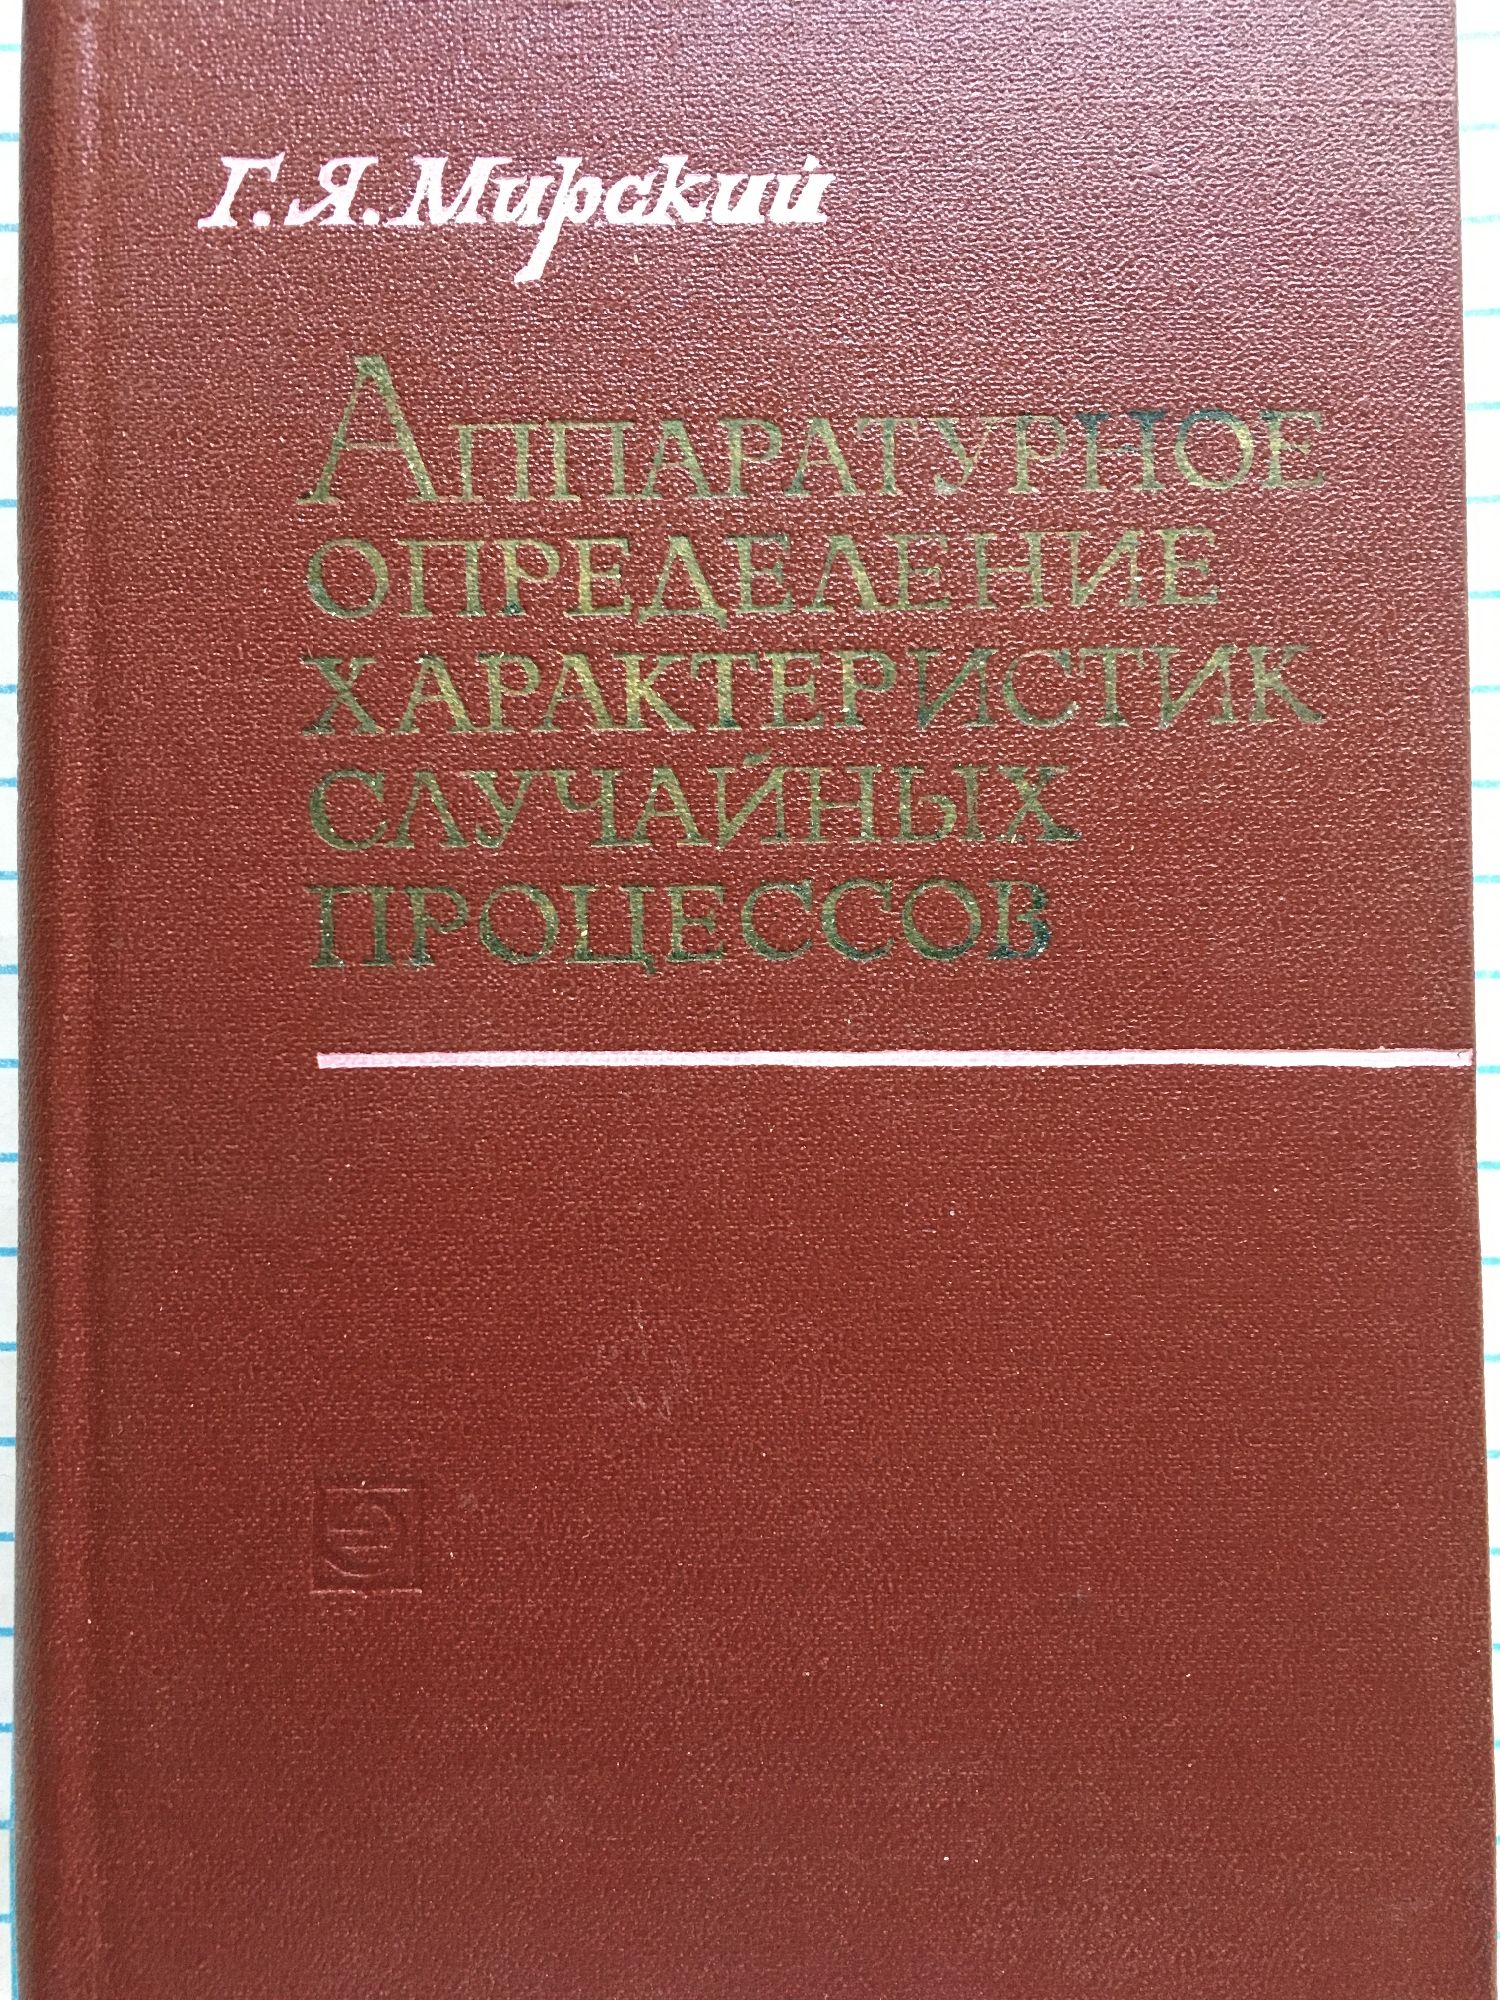 Г. Я. Мирский
Аппаратурное
определение
характеристик
случайных
процессов